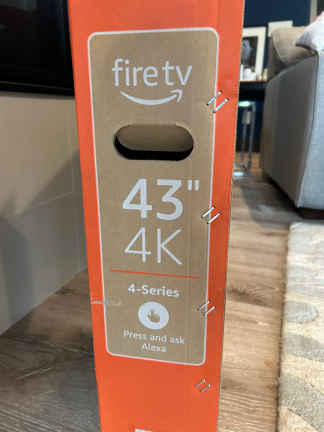 fire tv
43"
4K
4-Series
Press and ask
Alexa